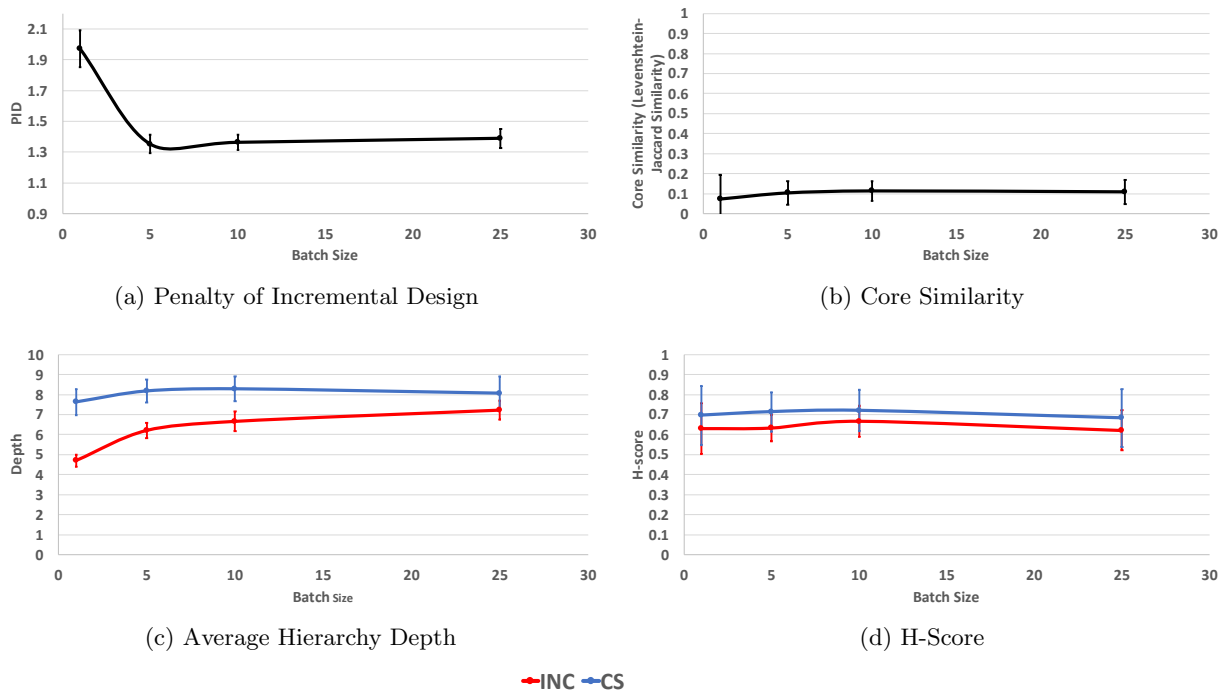 2.1
1.9
1.7
1.5
1.3
1.1
0.9
PID
0 5 10 15 20 25 30
Batch Size
(a) Penalty of Incremental Design
1
0.9
0.8
0.7
0.6
0.5
0.4
0.3
0.2
0.1
0
Core Similarity (Levenshtein-
Jaccard Similarity)
0 5 10 15 20 25 30
Batch Size
(b) Core Similarity
10
9
8
7
6
5
4
3
2
1
0
Depth
0 5 10 15 20 25 30
Batch Size
(c) Average Hierarchy Depth
1
0.9
0.8
0.7
0.6
0.5
0.4
0.3
0.2
0.1
0
H-score
0 5 10 15 20 25 30
Batch Size
(d) H-Score
INC CS